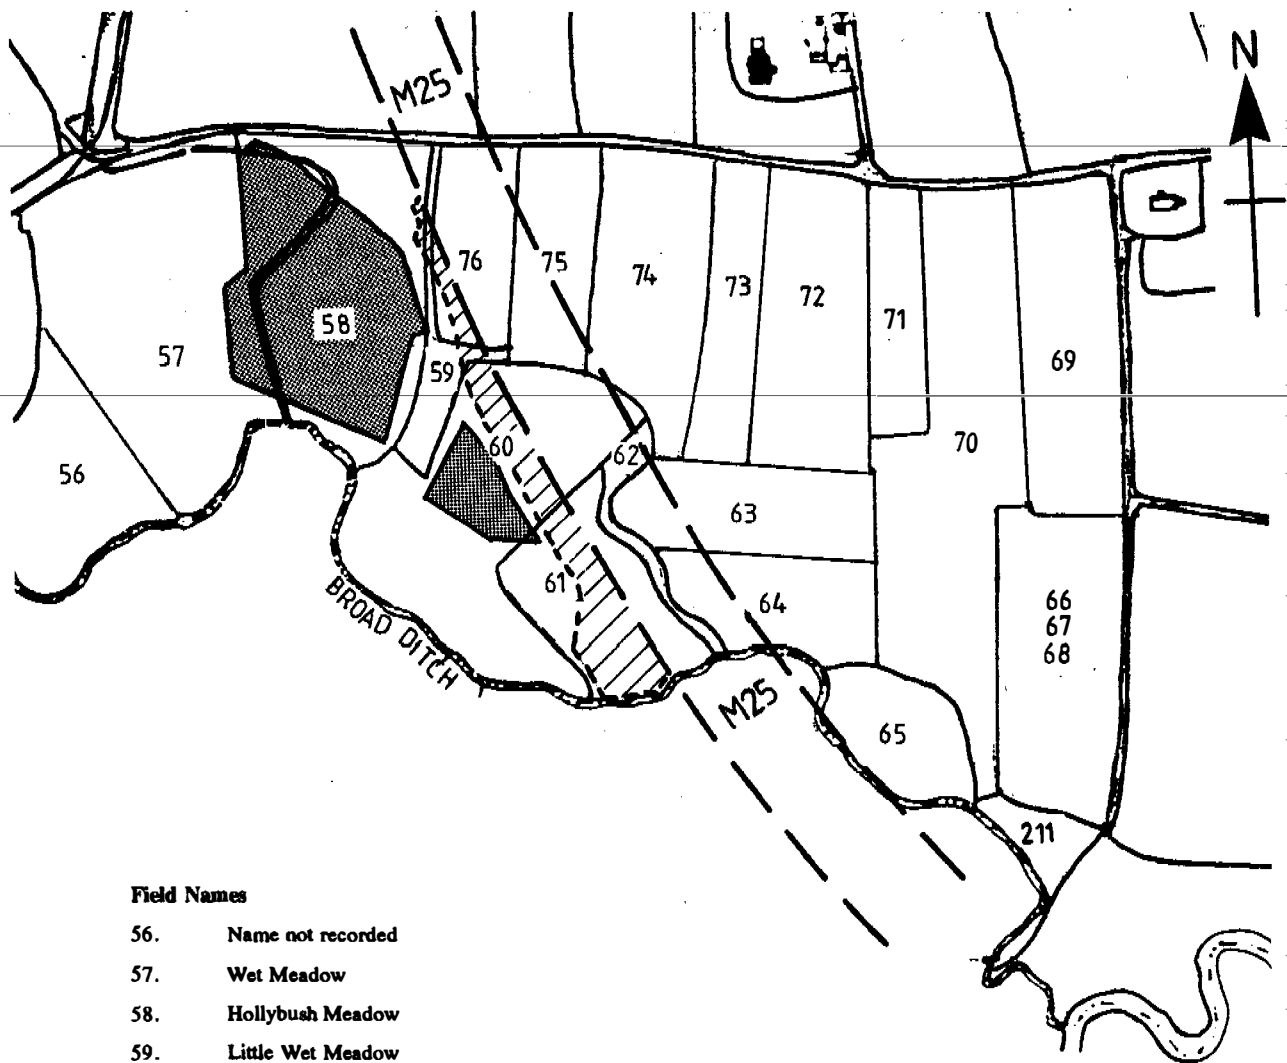 M25
N
76
75
74
73
72
71
58
57
59
69
60
62
70
56
63
61
64
66
67
68
BROAD DITCH
M25
65
211
Field Names
56. Name not recorded
57. Wet Meadow
58. Hollybush Meadow
59. Little Wet Meadow